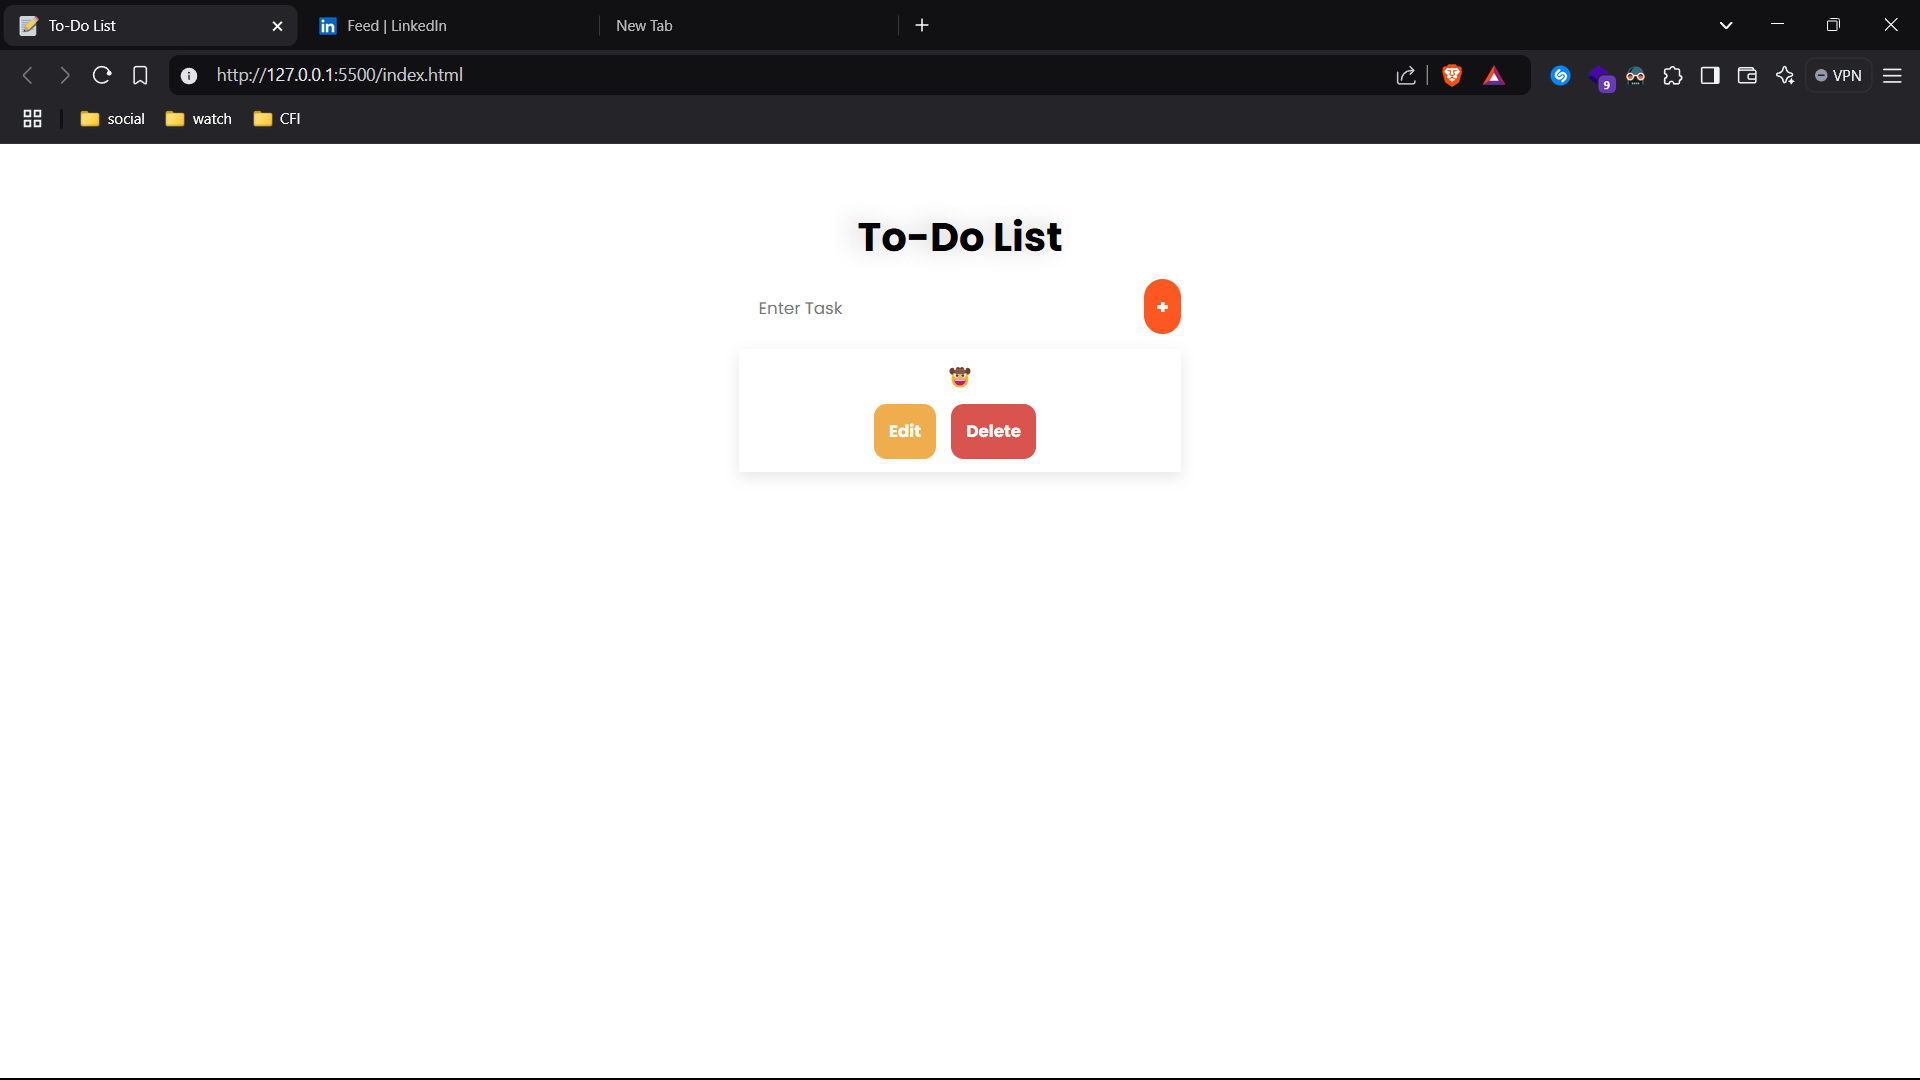 To-Do List
Feed | LinkedIn
New Tab
http://127.0.0.1:5500/index.html
9
VPN
social
watch
CFI
To-Do List
Enter Task
+
🤠
Edit
Delete